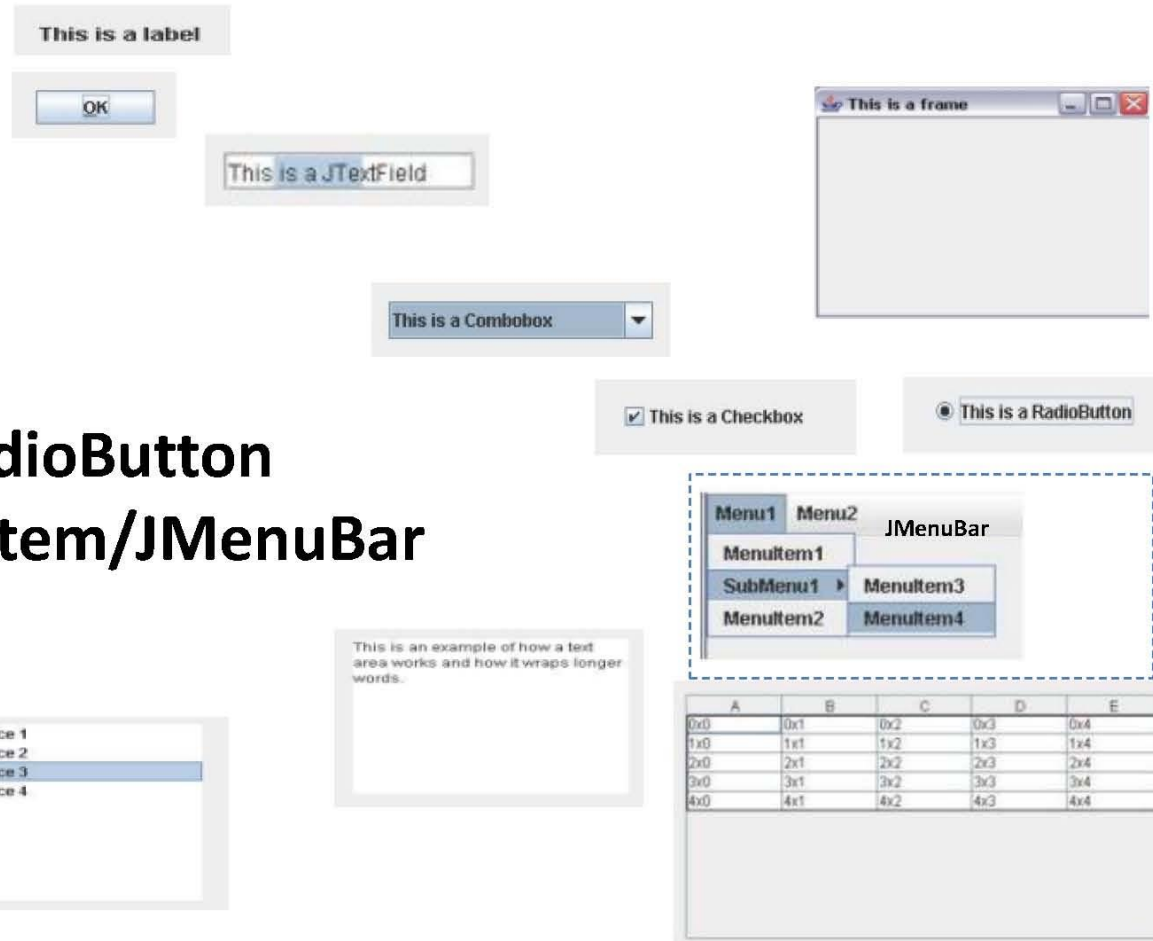 This is a label
OK
This is a frame
This is a JTextField
This is a Combobox
This is a Checkbox
This is a RadioButton
dioButton
tem/JMenuBar
Menu1 Menu2 JMenuBar
MenuItem1
SubMenu1 MenuItem3
MenuItem2 MenuItem4
This is an example of how a text
area works and how it wraps longer
words.
ce 1
ce 2
ce 3
ce 4
A B C D E
0x0 0x1 0x2 0x3 0x4
1x0 1x1 1x2 1x3 1x4
2x0 2x1 2x2 2x3 2x4
3x0 3x1 3x2 3x3 3x4
4x0 4x1 4x2 4x3 4x4